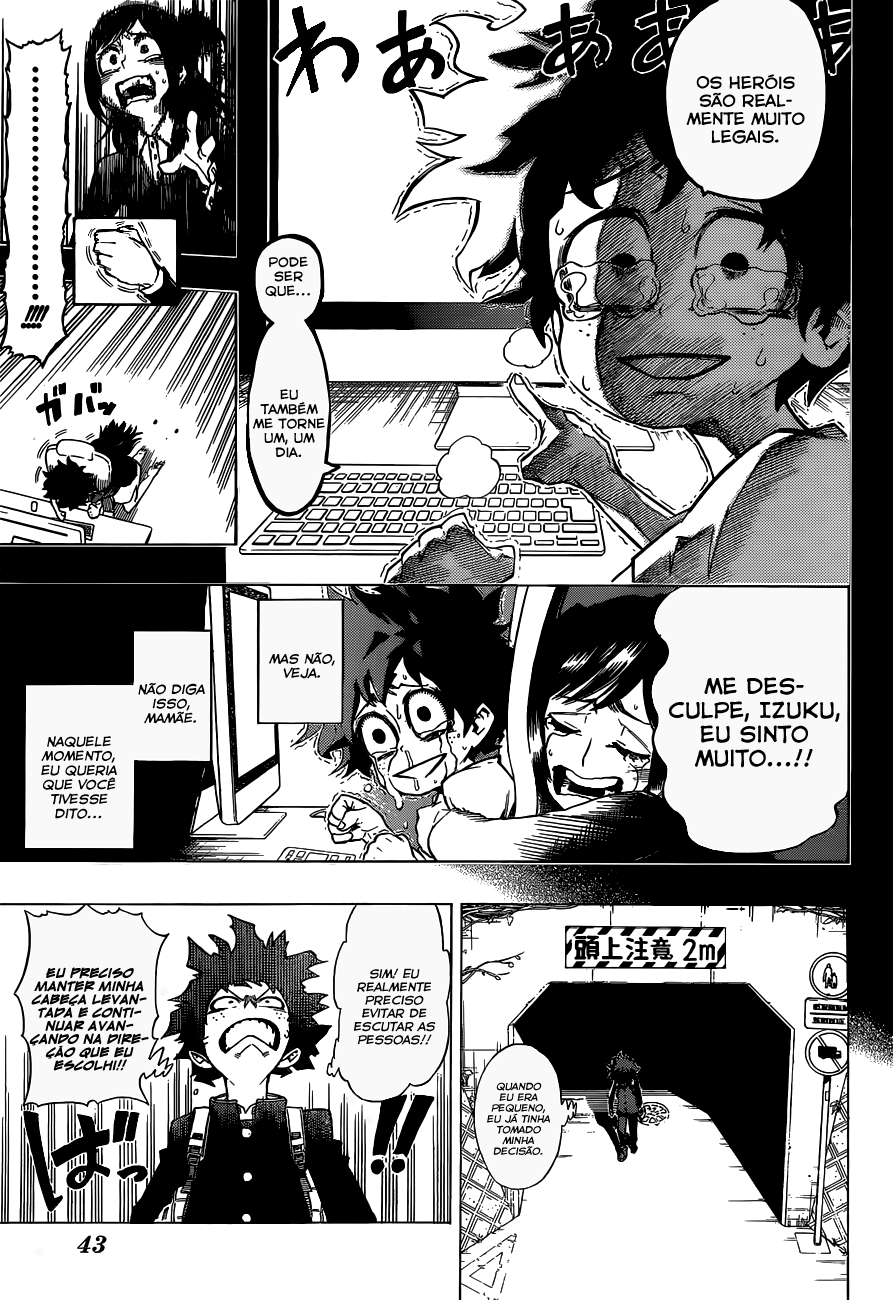 わぁ
ぁぁぁ
OS HERÓIS
SÃO REAL-
MENTE MUITO
LEGAIS.
PODE
SER
QUE...
EU
TAMBÉM
ME TORNE
UM, UM
DIA.
..............!!!!
ガバッ
ME DES-
CULPE, IZUKU,
EU SINTO
MUITO...!!
MAS NÃO,
VEJA.
NÃO DIGA
ISSO,
MAMÃE.
NAQUELE
MOMENTO,
EU QUERIA
QUE VOCÊ
TIVESSE
DITO...
頭上注意 2m
QUANDO
EU ERA
PEQUENO,
EU JÁ TINHA
TOMADO
MINHA
DECISÃO.
SIM! EU
REALMENTE
PRECISO
EVITAR DE
ESCUTAR AS
PESSOAS!!
EU PRECISO
MANTER MINHA
CABEÇA LEVAN-
TADA E CONTI-
NUAR AVAN-
ÇANDO NA DIRE-
ÇÃO QUE EU
ESCOLHI!!
ばっ!!
43